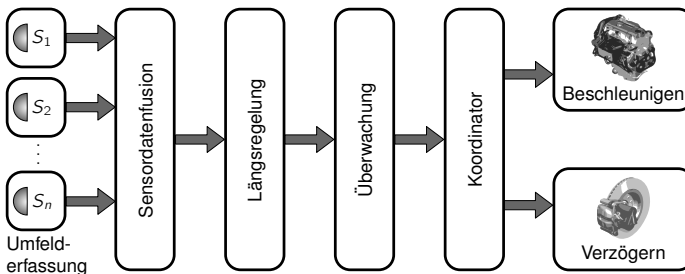 S1
S2
Sn
Umfeld-
erfassung
Sensordatenfusion
Längsregelung
Überwachung
Koordinator
Beschleunigen
Verzögern